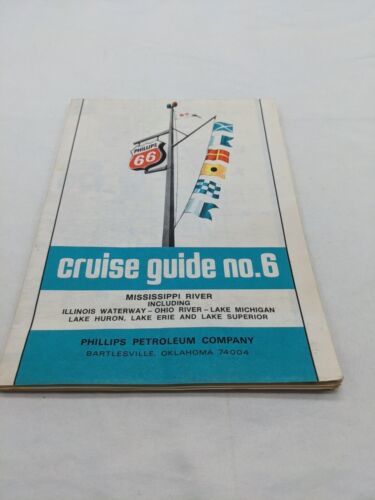 PHILLIPS
66
cruise guide no.6
MISSISSIPPI RIVER
INCLUDING
ILLINOIS WATERWAY - OHIO RIVER - LAKE MICHIGAN
LAKE HURON, LAKE ERIE AND LAKE SUPERIOR
PHILLIPS PETROLEUM COMPANY
BARTLESVILLE, OKLAHOMA 74004